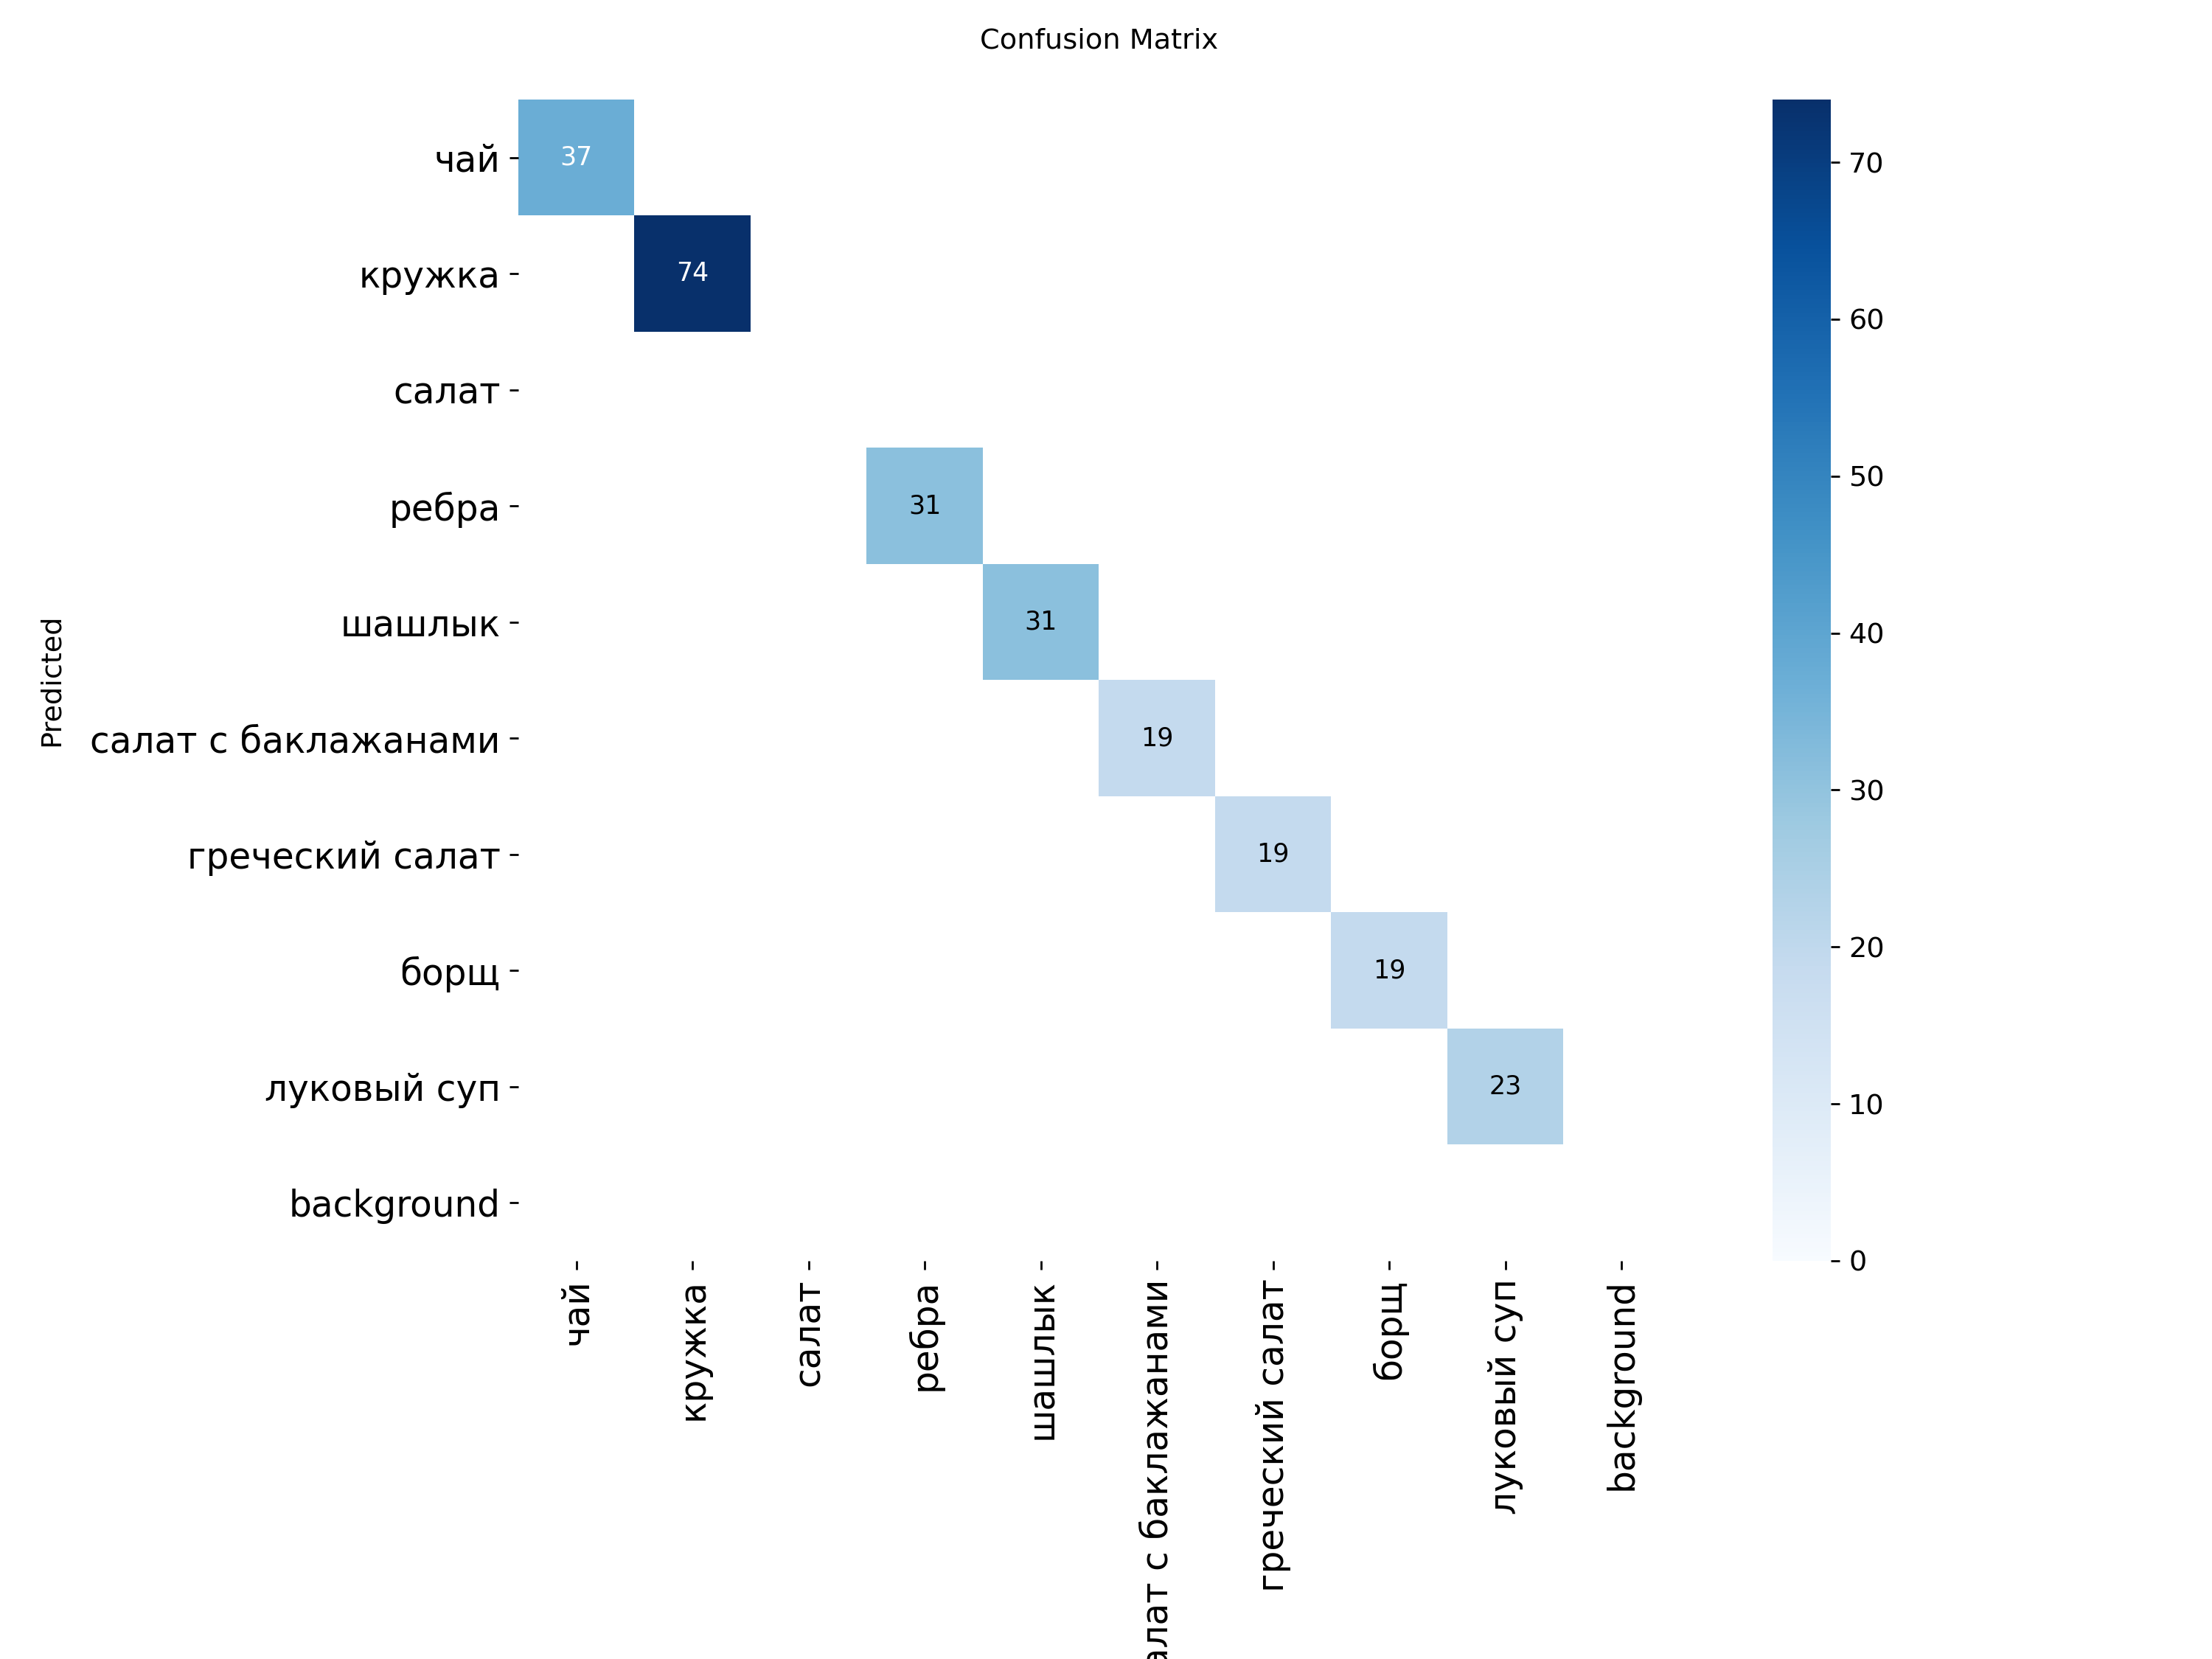 Confusion Matrix
Predicted
чай
кружка
салат
ребра
шашлык
салат с баклажанами
греческий салат
борщ
луковый суп
background
37
74
31
31
19
19
19
23
чай
кружка
салат
ребра
шашлык
алат с баклажанами
греческий салат
борщ
луковый суп
background
70
60
50
40
30
20
10
0